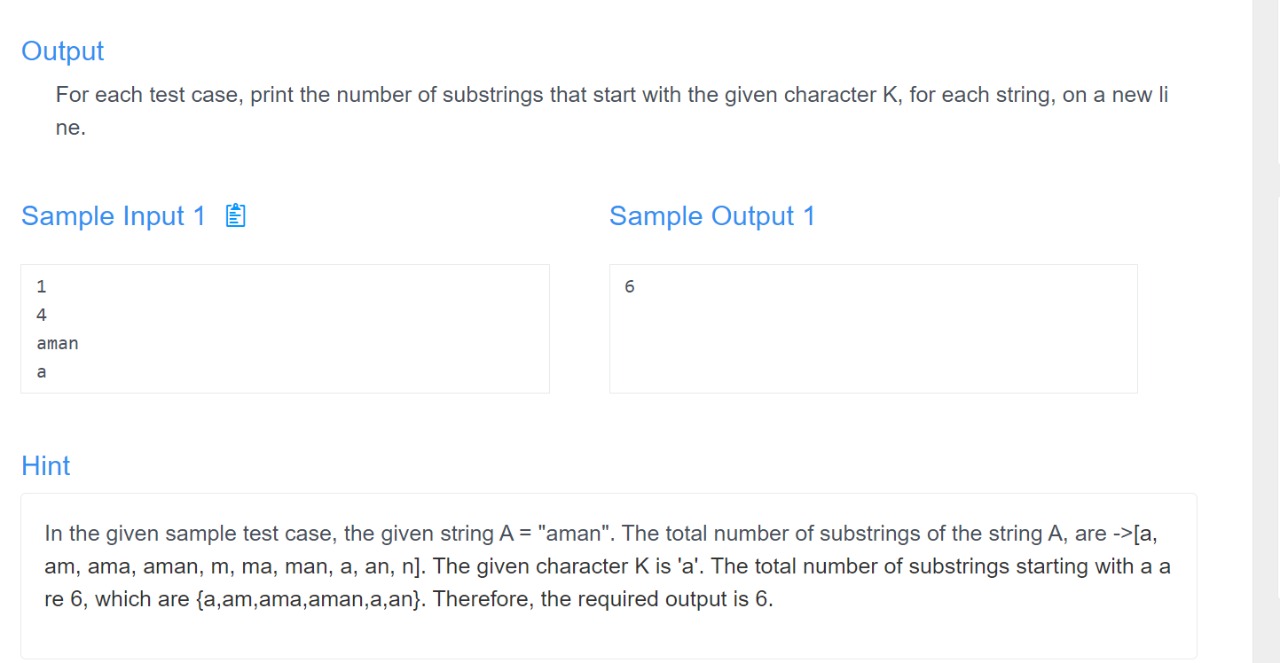 Output
For each test case, print the number of substrings that start with the given character K, for each string, on a new li
ne.
Sample Input 1
Sample Output 1
1
4
aman
a
6
Hint
In the given sample test case, the given string A = "aman". The total number of substrings of the string A, are ->[a,
am, ama, aman, m, ma, man, a, an, n]. The given character K is 'a'. The total number of substrings starting with a a
re 6, which are {a,am,ama,aman,a,an}. Therefore, the required output is 6.